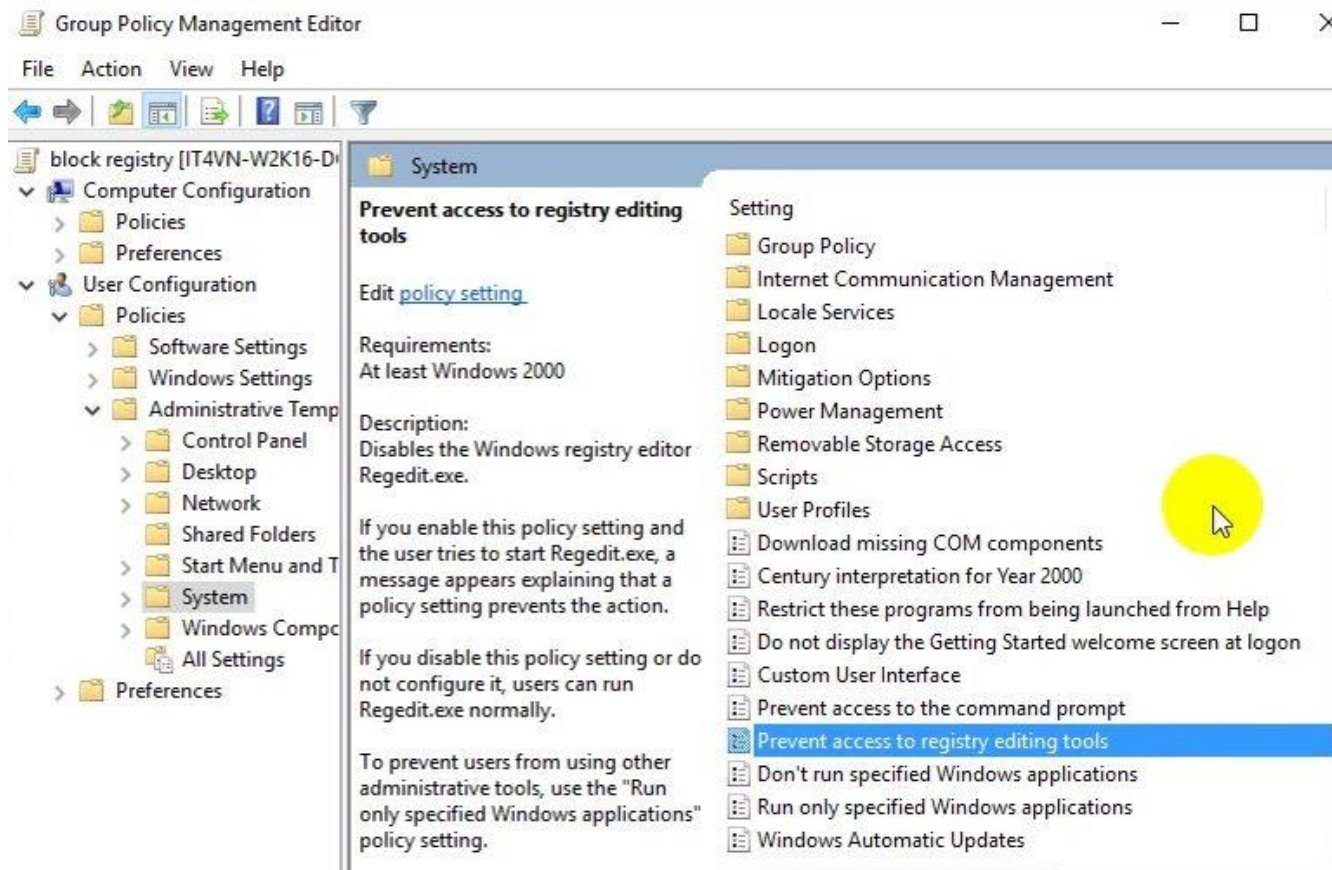 Group Policy Management Editor
File Action View Help
block registry [IT4VN-W2K16-D
Computer Configuration
Policies
Preferences
User Configuration
Policies
Software Settings
Windows Settings
Administrative Temp
Control Panel
Desktop
Network
Shared Folders
Start Menu and T
System
Windows Compc
All Settings
Preferences
System
Prevent access to registry editing
tools
Edit policy setting
Requirements:
At least Windows 2000
Description:
Disables the Windows registry editor
Regedit.exe.
If you enable this policy setting and
the user tries to start Regedit.exe, a
message appears explaining that a
policy setting prevents the action.
If you disable this policy setting or do
not configure it, users can run
Regedit.exe normally.
To prevent users from using other
administrative tools, use the "Run
only specified Windows applications"
policy setting.
Setting
Group Policy
Internet Communication Management
Locale Services
Logon
Mitigation Options
Power Management
Removable Storage Access
Scripts
User Profiles
Download missing COM components
Century interpretation for Year 2000
Restrict these programs from being launched from Help
Do not display the Getting Started welcome screen at logon
Custom User Interface
Prevent access to the command prompt
Prevent access to registry editing tools
Don't run specified Windows applications
Run only specified Windows applications
Windows Automatic Updates